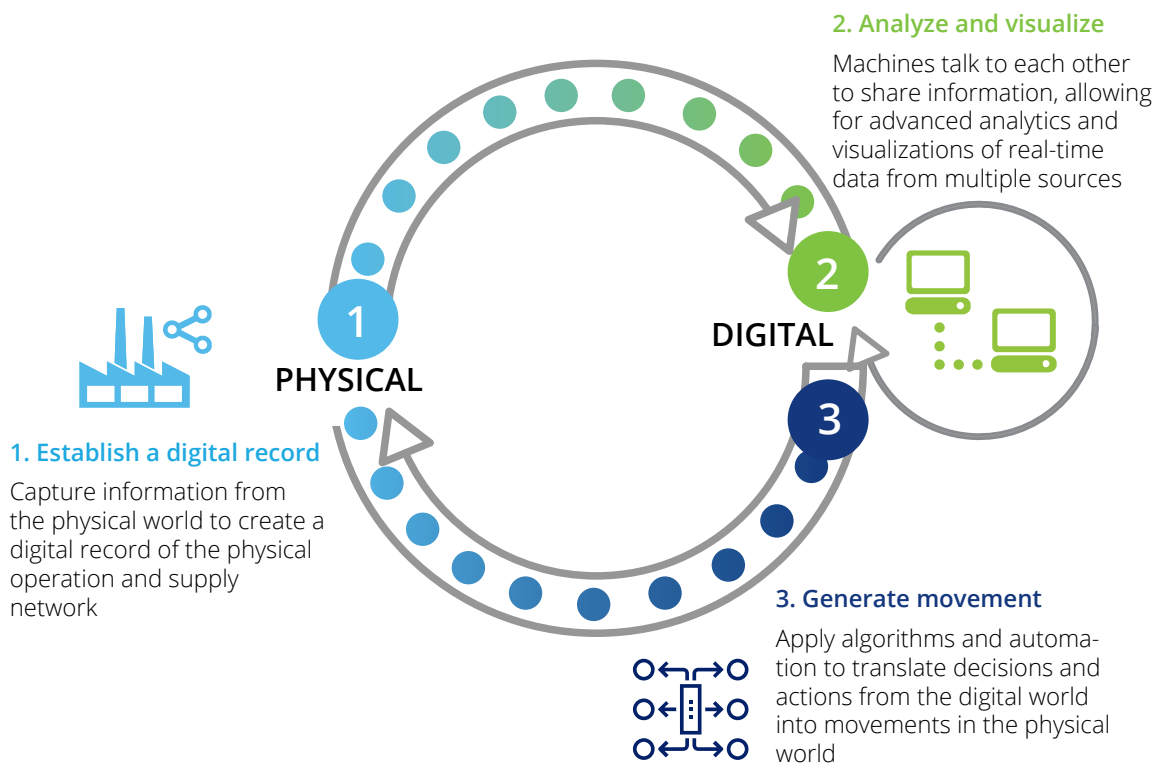 2. Analyze and visualize
Machines talk to each other
to share information, allowing
for advanced analytics and
visualizations of real-time
data from multiple sources
1
PHYSICAL
2
DIGITAL
3
1. Establish a digital record
Capture information from
the physical world to create a
digital record of the physical
operation and supply
network
3. Generate movement
Apply algorithms and automa-
tion to translate decisions and
actions from the digital world
into movements in the physical
world